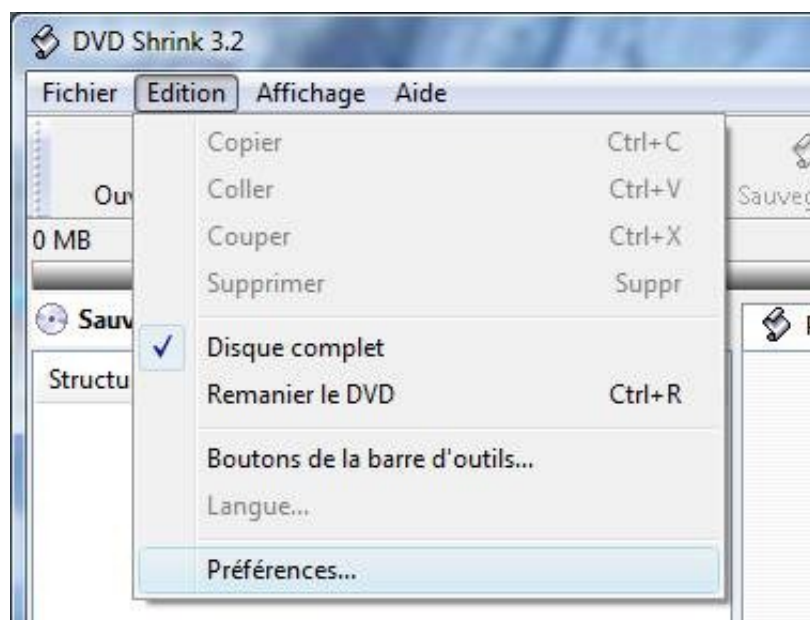 DVD Shrink 3.2
Fichier Edition Affichage Aide
Copier Ctrl+C
Coller Ctrl+V
Couper Ctrl+X
Supprimer Suppr
Disque complet
Remanier le DVD Ctrl+R
Boutons de la barre d'outils...
Langue...
Préférences...
0 MB